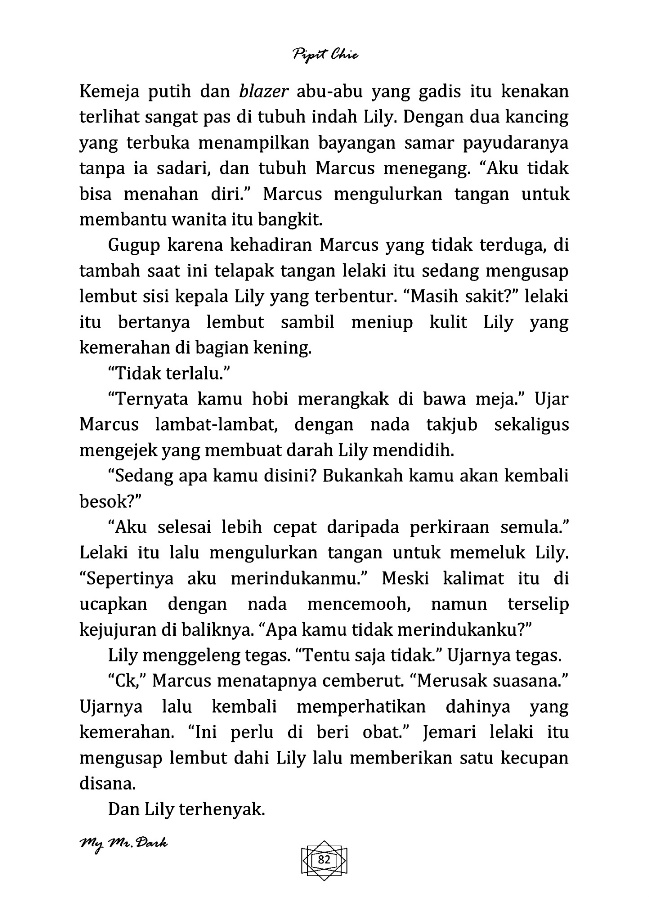 Pipit Chie
Kemeja putih dan blazer abu-abu yang gadis itu kenakan
terlihat sangat pas di tubuh indah Lily. Dengan dua kancing
yang terbuka menampilkan bayangan samar payudaranya
tanpa ia sadari, dan tubuh Marcus menegang. “Aku tidak
bisa menahan diri.” Marcus mengulurkan tangan untuk
membantu wanita itu bangkit.
Gugup karena kehadiran Marcus yang tidak terduga, di
tambah saat ini telapak tangan lelaki itu sedang mengusap
lembut sisi kepala Lily yang terbentur. “Masih sakit?” lelaki
itu bertanya lembut sambil meniup kulit Lily yang
kemerahan di bagian kening.
“Tidak terlalu.”
“Ternyata kamu hobi merangkak di bawa meja.” Ujar
Marcus lambat-lambat, dengan nada takjub sekaligus
mengejek yang membuat darah Lily mendidih.
“Sedang apa kamu disini? Bukankah kamu akan kembali
besok?”
“Aku selesai lebih cepat daripada perkiraan semula.”
Lelaki itu lalu mengulurkan tangan untuk memeluk Lily.
“Sepertinya aku merindukanmu.” Meski kalimat itu di
ucapkan dengan nada mencemooh, namun terselip
kejujuran di baliknya. “Apa kamu tidak merindukanku?”
Lily menggeleng tegas. “Tentu saja tidak.” Ujarnya tegas.
“Ck,” Marcus menatapnya cemberut. “Merusak suasana.”
Ujarnya lalu kembali memperhatikan dahinya yang
kemerahan. “Ini perlu di beri obat.” Jemari lelaki itu
mengusap lembut dahi Lily lalu memberikan satu kecupan
disana.
Dan Lily terhenyak.
My Mr. Dark
82